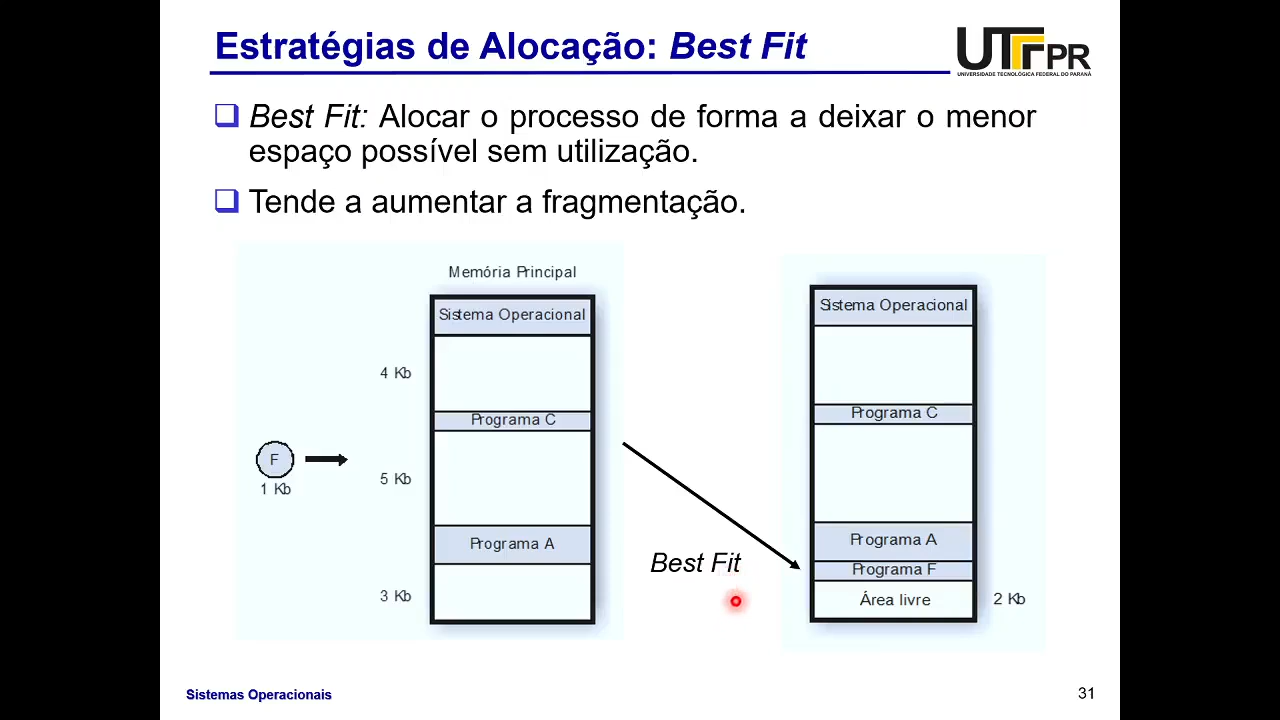 Estratégias de Alocação: Best Fit
UTFPR
UNIVERSIDADE TECNOLÓGICA FEDERAL DO PARANÁ
Best Fit: Alocar o processo de forma a deixar o menor
espaço possível sem utilização.
Tende a aumentar a fragmentação.
Memória Principal
Sistema Operacional
4 Kb
Programa C
F
1 Kb
5 Kb
Programa A
3 Kb
Best Fit
Sistema Operacional
Programa C
Programa A
Programa F
Área livre
2 Kb
Sistemas Operacionais
31